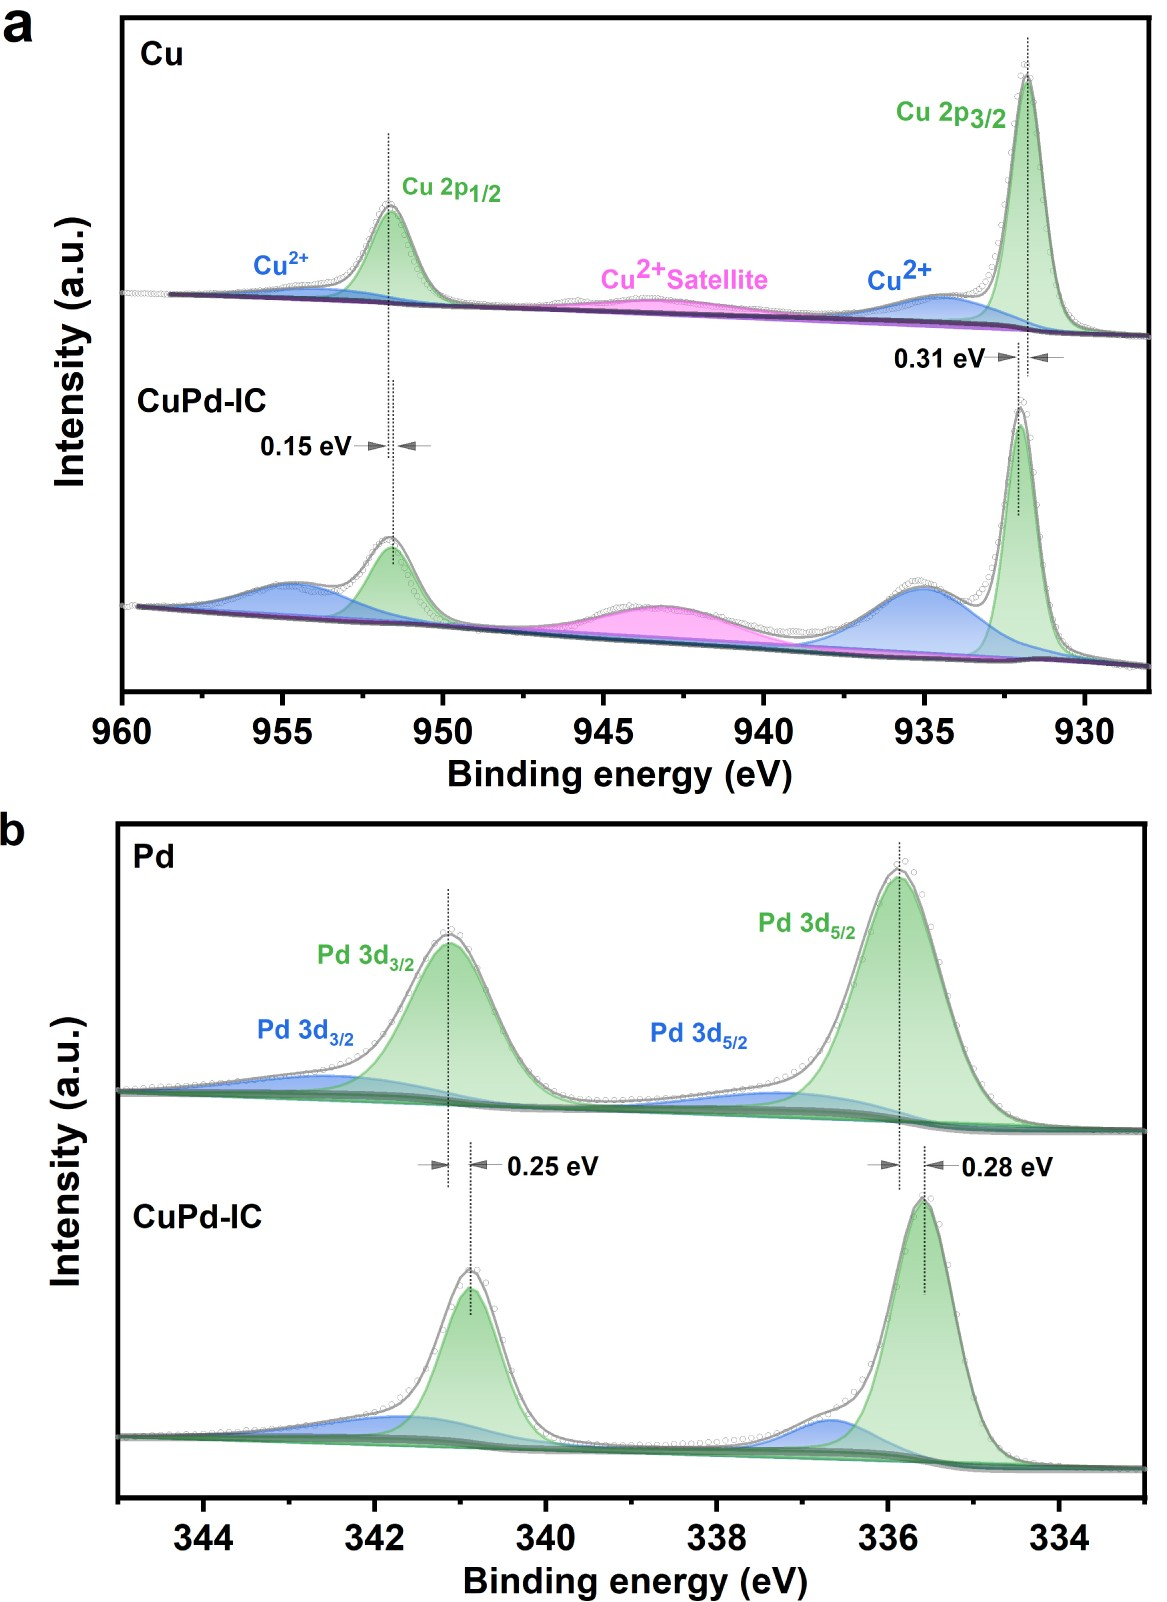 a
Cu
Cu 2p3/2
Cu 2p1/2
Cu2+
Cu2+Satellite
Cu2+
0.31 eV
CuPd-IC
0.15 eV
Intensity (a.u.)
960 955 950 945 940 935 930
Binding energy (eV)
b
Pd
Pd 3d5/2
Pd 3d3/2
Pd 3d3/2
Pd 3d5/2
0.25 eV
0.28 eV
CuPd-IC
Intensity (a.u.)
344 342 340 338 336 334
Binding energy (eV)